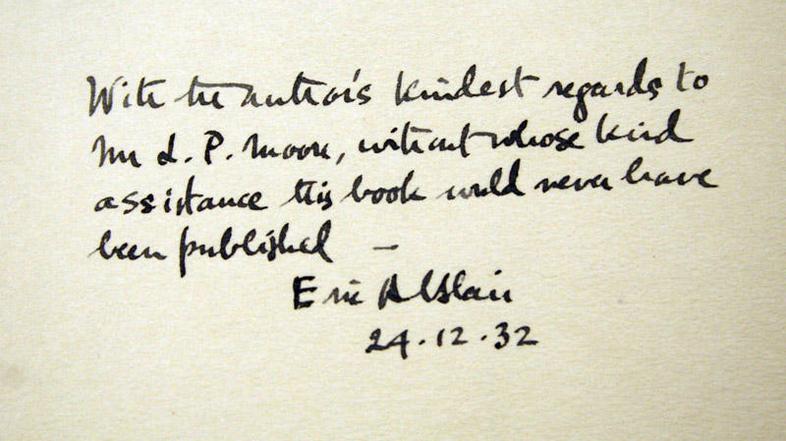 With the author's kindest regards to
Mr L. P. Moore, without whose kind
assistance this book would never have
been published —
Eric A Blair
24.12.32